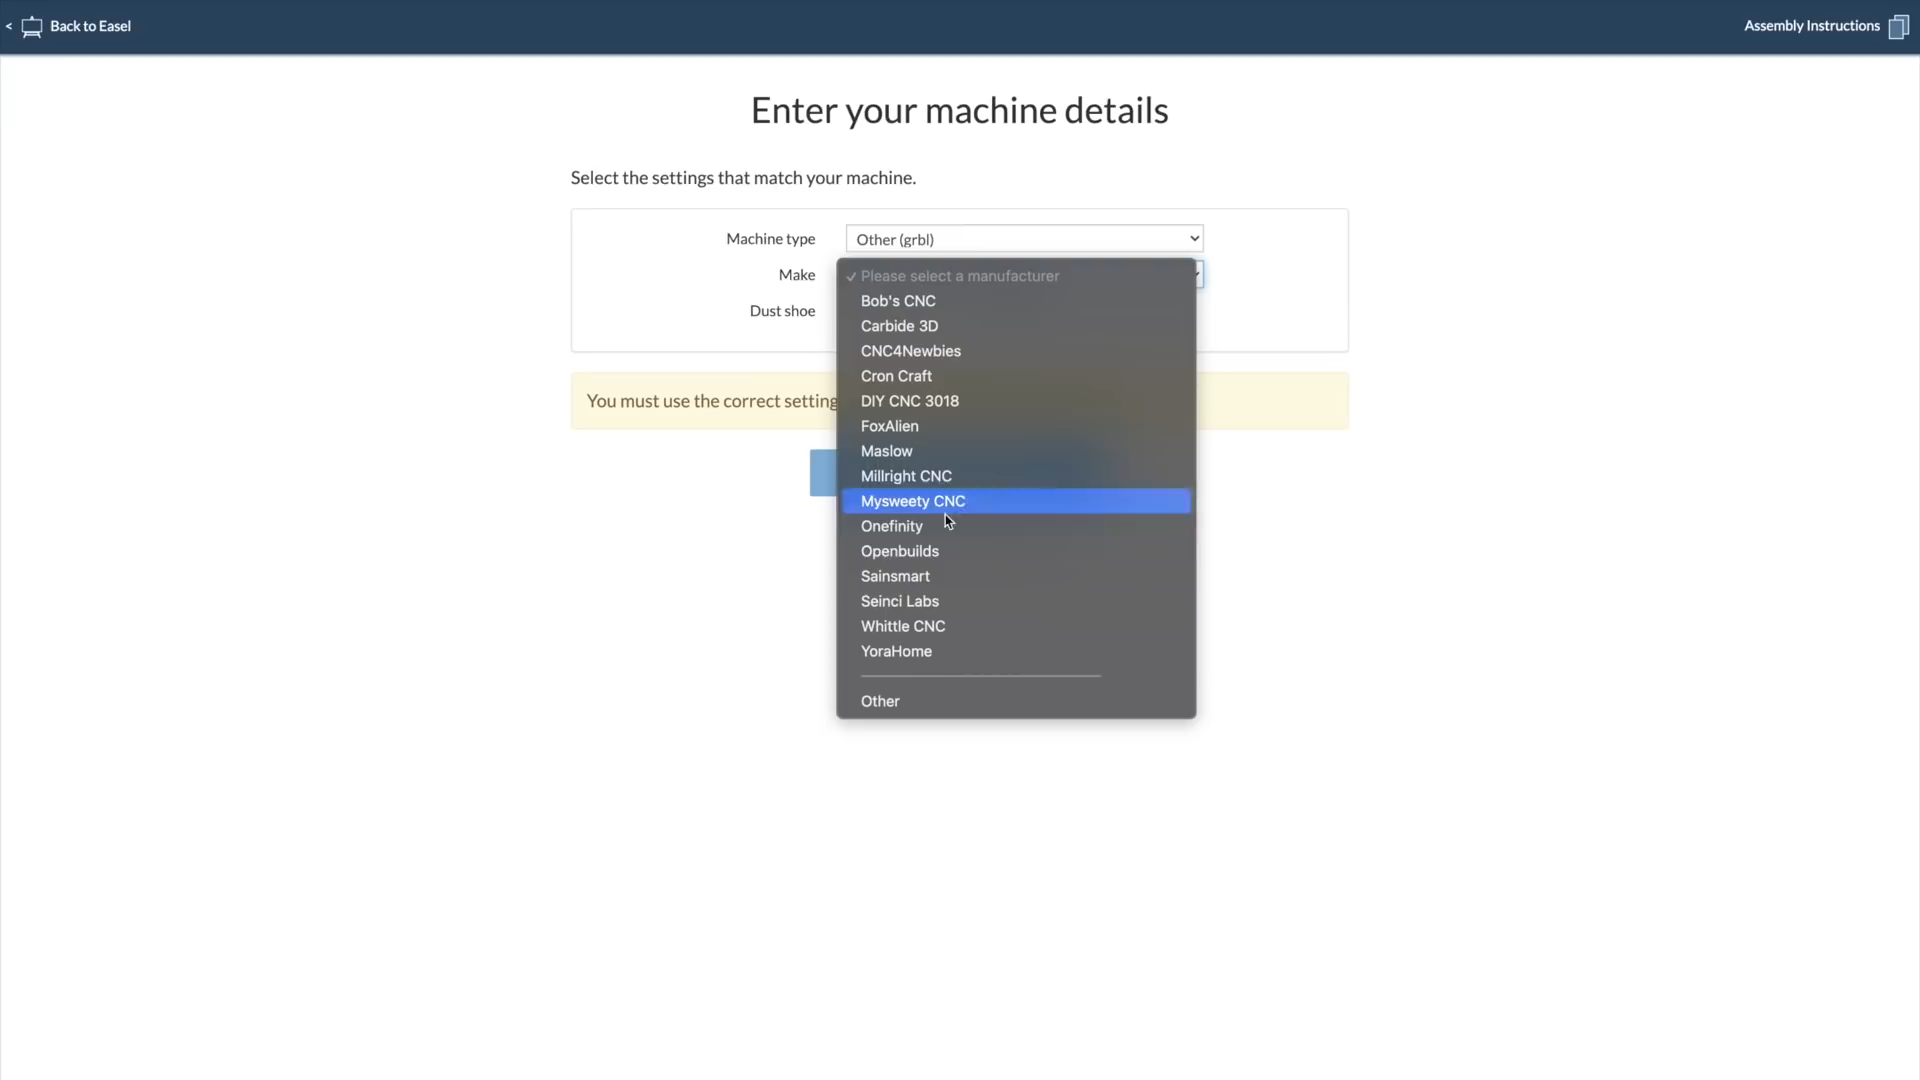 < Back to Easel
Assembly Instructions
Enter your machine details
Select the settings that match your machine.
Machine type
Other (grbl)
Make
✓ Please select a manufacturer
Bob's CNC
Dust shoe
Carbide 3D
CNC4Newbies
Cron Craft
You must use the correct setting
DIY CNC 3018
FoxAlien
Maslow
Millright CNC
Mysweety CNC
Onefinity
Openbuilds
Sainsmart
Seinci Labs
Whittle CNC
YoraHome
Other